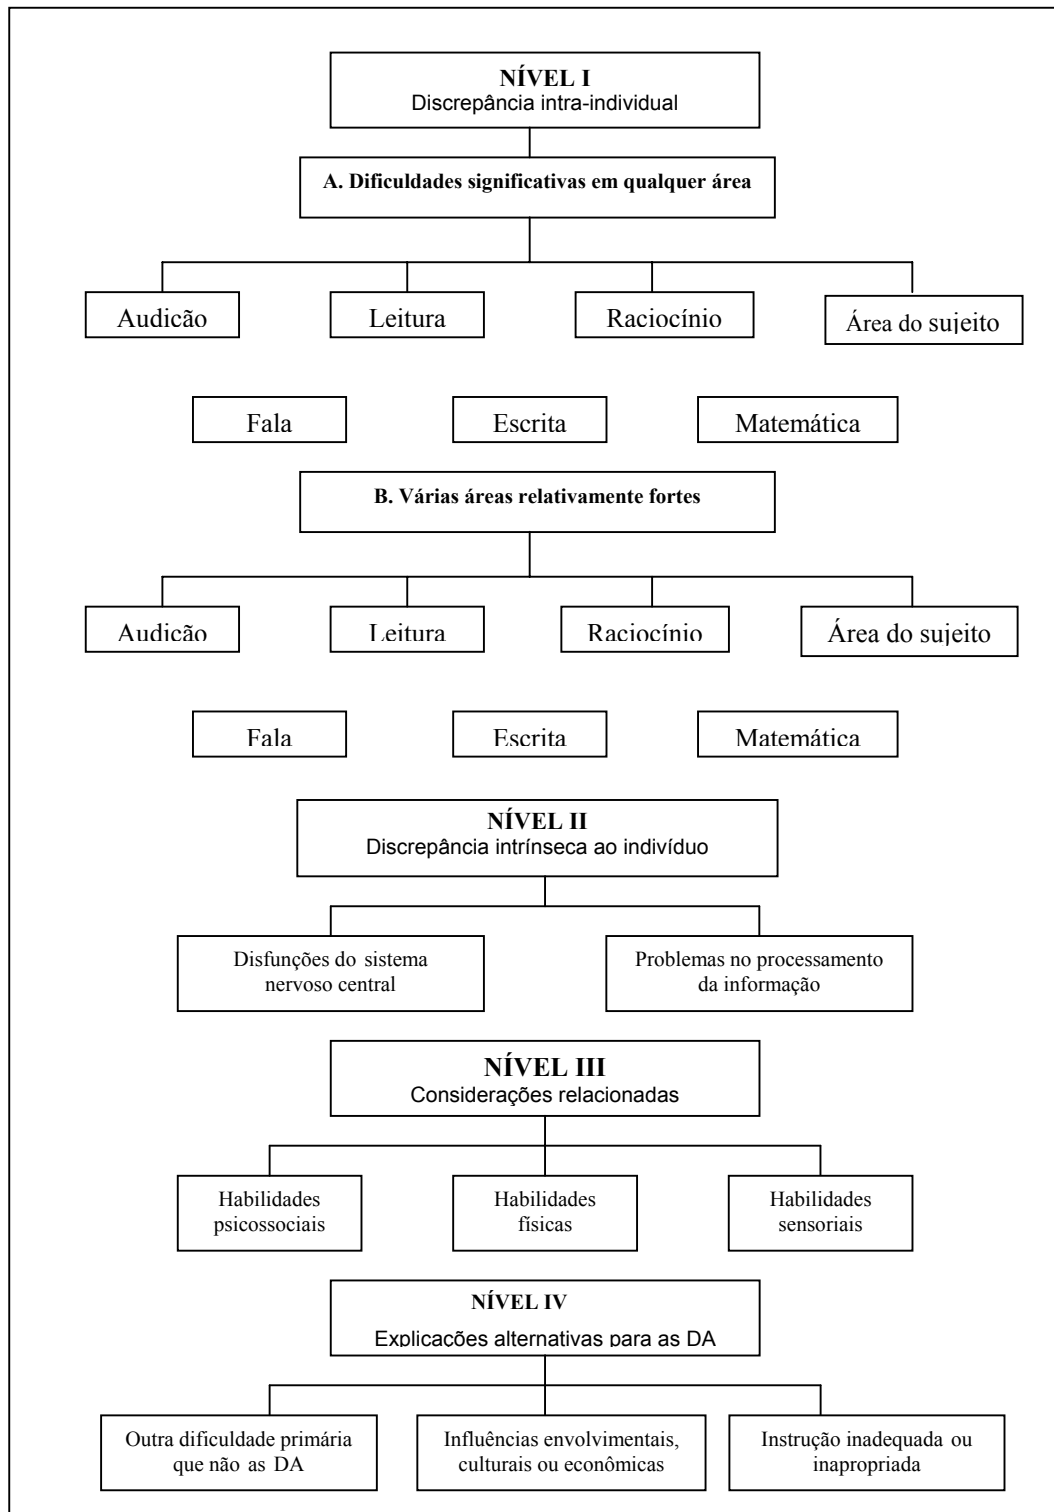 NÍVEL I
Discrepância intra-individual
A. Dificuldades significativas em qualquer área
Audicão
Leitura
Raciocínio
Área do sujeito
Fala
Escrita
Matemática
B. Várias áreas relativamente fortes
Audicão
Leitura
Raciocínio
Área do sujeito
Fala
Escrita
Matemática
NÍVEL II
Discrepância intrínseca ao indivíduo
Disfunções do sistema
nervoso central
Problemas no processamento
da informação
NÍVEL III
Considerações relacionadas
Habilidades
psicossociais
Habilidades
físicas
Habilidades
sensoriais
NÍVEL IV
Explicações alternativas para as DA
Outra dificuldade primária
que não as DA
Influências envolvimentais,
culturais ou econômicas
Instrução inadequada ou
inapropriada